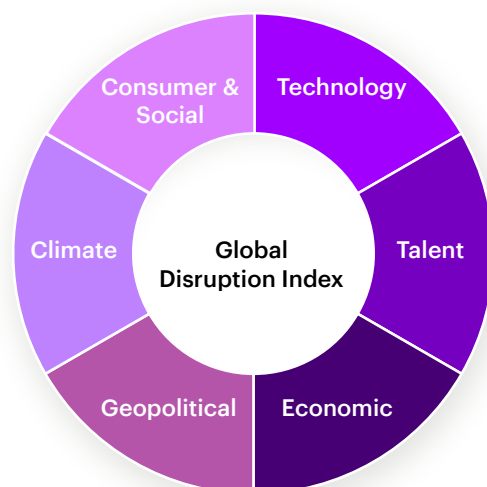 Consumer &
Social
Technology
Climate
Global
Disruption Index
Talent
Geopolitical
Economic